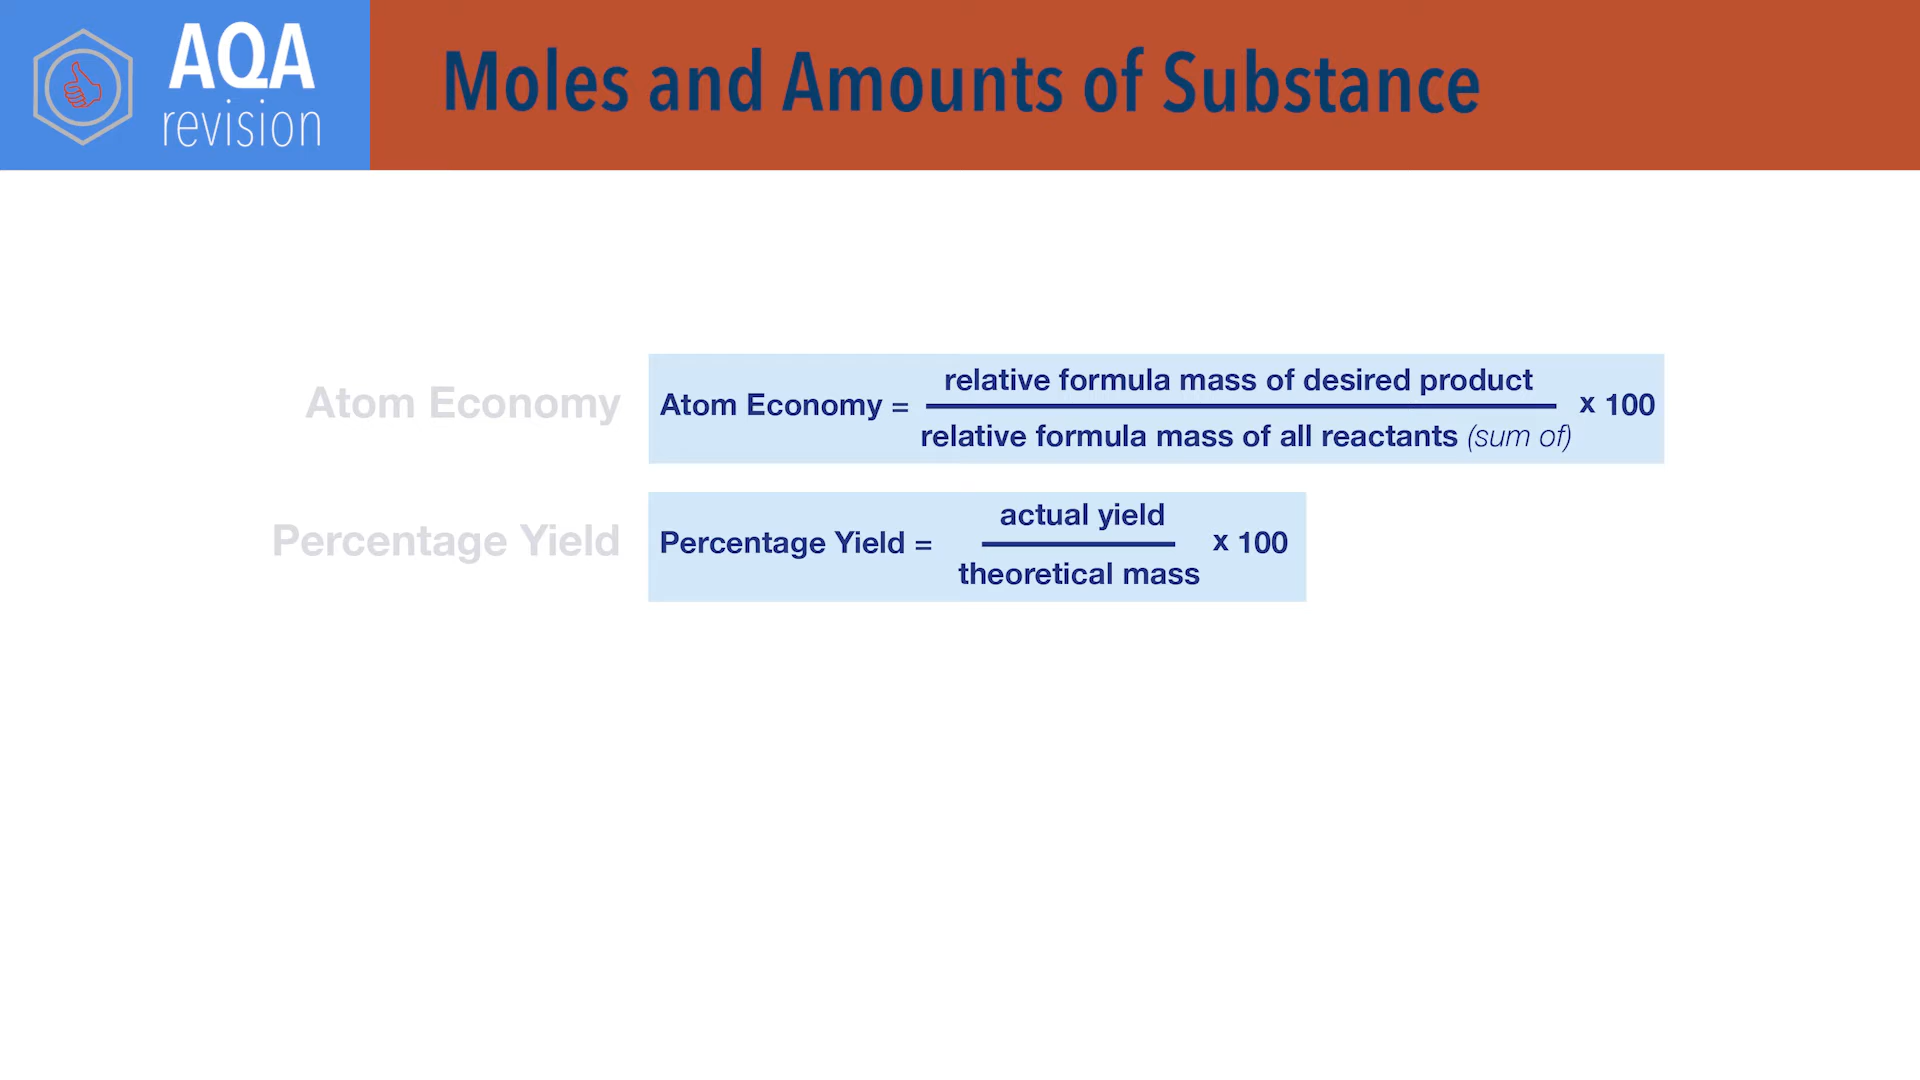 AQA
revision
Moles and Amounts of Substance
Atom Economy
Atom Economy = relative formula mass of desired product x 100
relative formula mass of all reactants (sum of)
Percentage Yield
Percentage Yield = actual yield x 100
theoretical mass